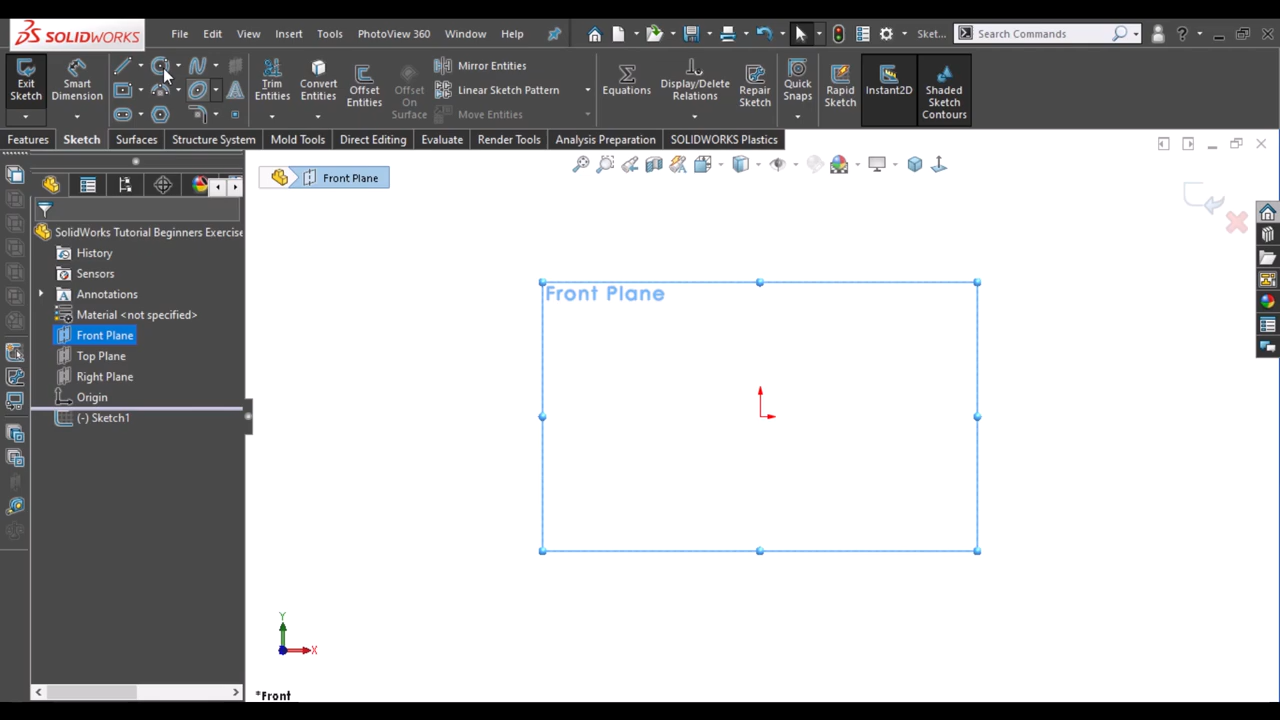 SOLIDWORKS File Edit View Insert Tools PhotoView 360 Window Help Sket... Search Commands ?
Exit Sketch
Smart Dimension
Trim Entities
Convert Entities
Offset Entities
Offset On Surface
Mirror Entities
Linear Sketch Pattern
Move Entities
Equations
Display/Delete Relations
Repair Sketch
Quick Snaps
Rapid Sketch
Instant2D
Shaded Sketch Contours
Features Sketch Surfaces Structure System Mold Tools Direct Editing Evaluate Render Tools Analysis Preparation SOLIDWORKS Plastics
Front Plane
SolidWorks Tutorial Beginners Exercise
History
Sensors
Annotations
Material <not specified>
Front Plane
Top Plane
Right Plane
Origin
(-) Sketch1
Front Plane
Y
X
*Front